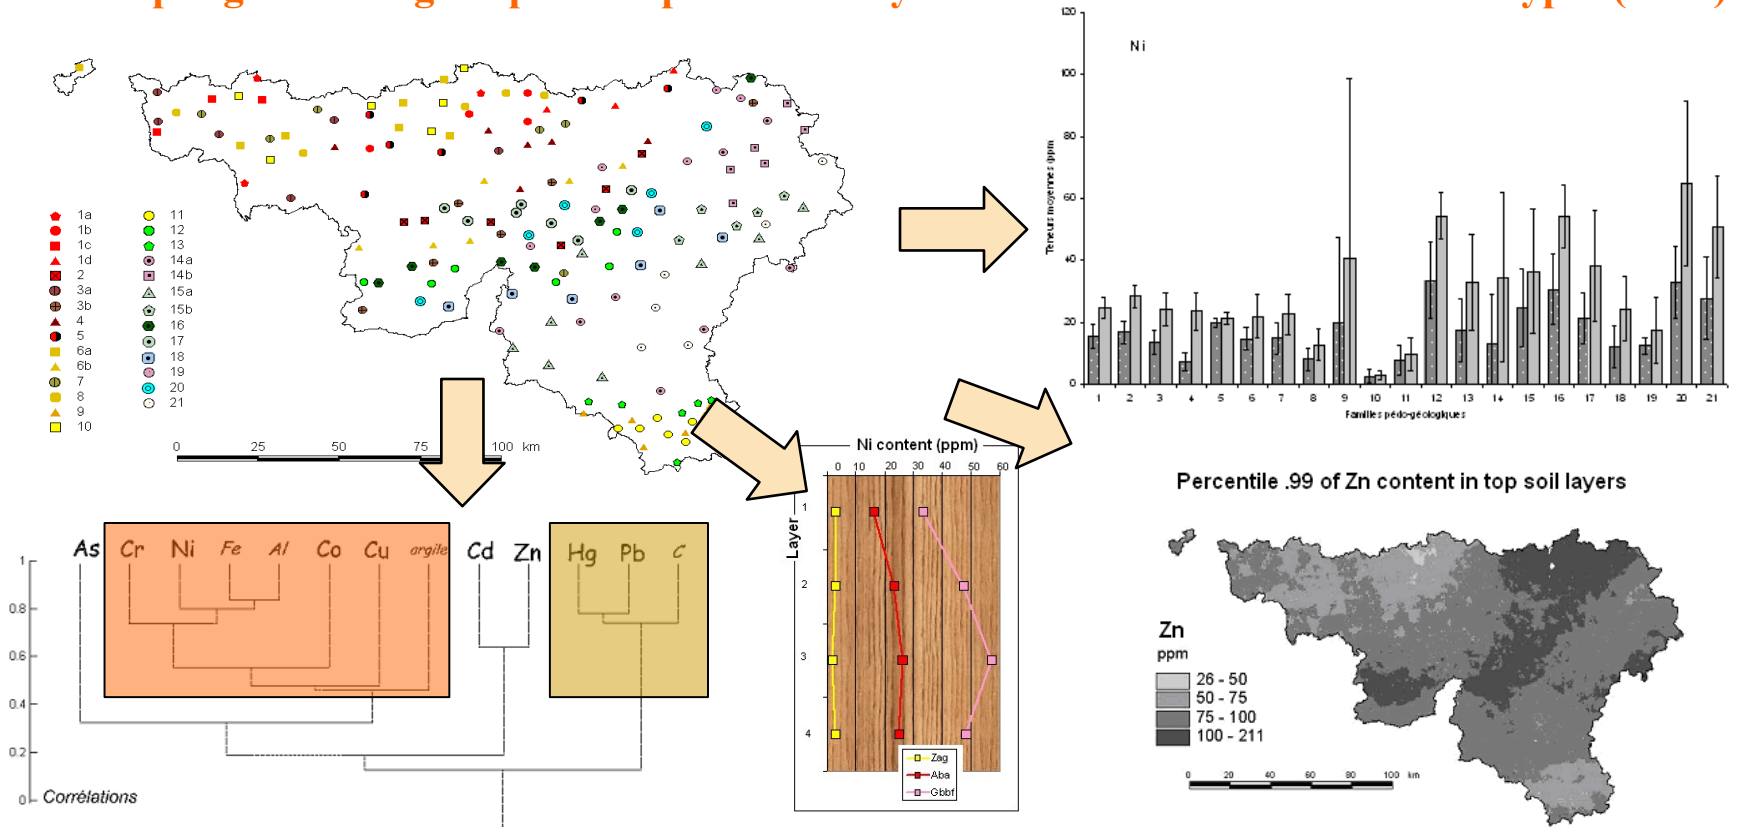 1a
1b
1c
1d
2
3a
3b
4
5
6a
6b
7
8
9
10
11
12
13
14a
14b
15a
15b
16
17
18
19
20
21
0 25 50 75 100 km
Ni
Teneurs moyennes (ppm
120
100
80
60
40
20
0
1 2 3 4 5 6 7 8 9 10 11 12 13 14 15 16 17 18 19 20 21
Familles pédo-géologiques
As Cr Ni Fe Al Co Cu argile Cd Zn Hg Pb C
1
0.8
0.6
0.4
0.2
0
Corrélations
Ni content (ppm)
0 10 20 30 40 50 60
Layer
1
2
3
4
Zag
Aba
Gbbf
Percentile .99 of Zn content in top soil layers
Zn
ppm
26 - 50
50 - 75
75 - 100
100 - 211
0 20 40 60 80 100 km